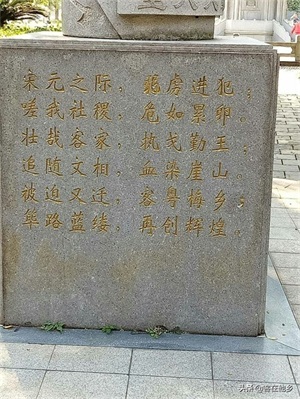 宋元之际，鞑虏进犯；
嗟我社稷，危如累卵。
壮哉客家，执戈勤王；
追随文相，血染崖山。
被迫又迁，客粤梅乡；
筚路蓝缕，再创辉煌。
头条 @客在他乡